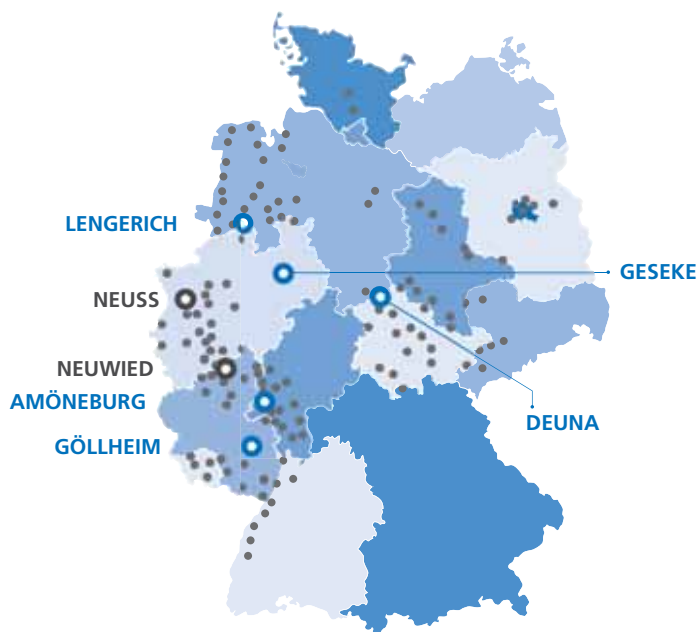 LENGERICH
GESEKE
NEUSS
NEUWIED
AMÖNEBURG
DEUNA
GÖLLHEIM